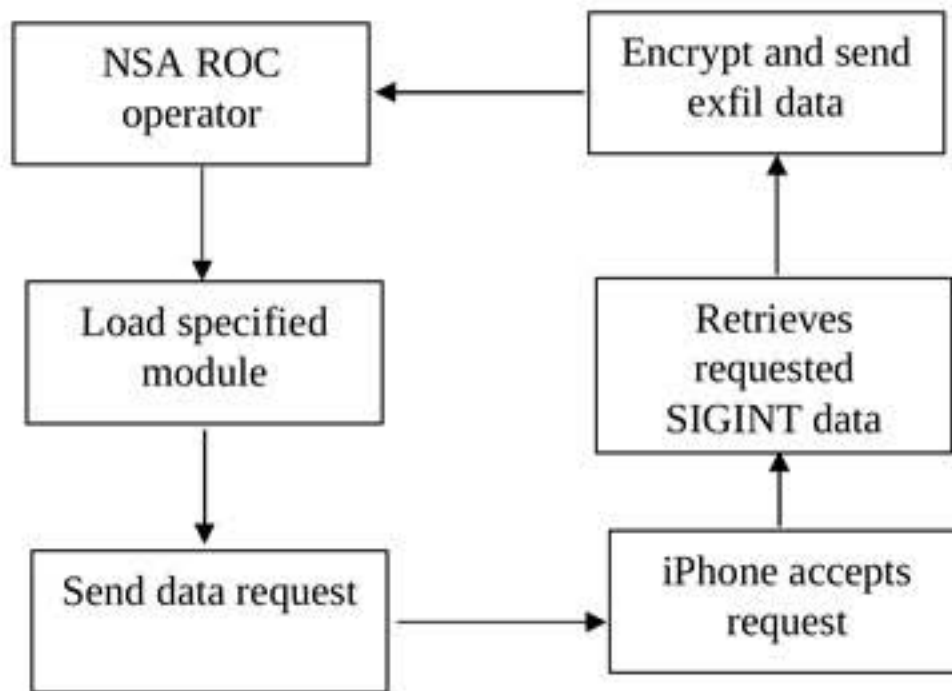 NSA ROC
operator
Load specified
module
Send data request
iPhone accepts
request
Retrieves
requested
SIGINT data
Encrypt and send
exfil data